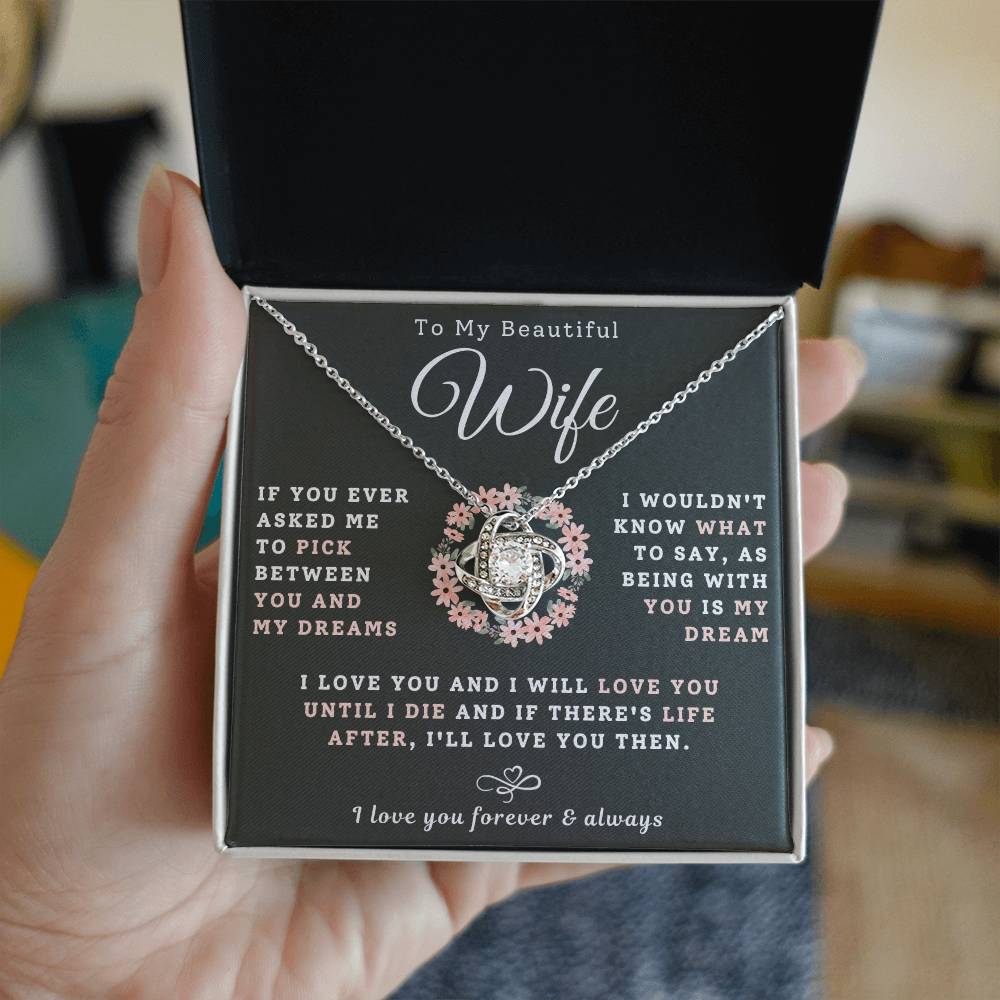 To My Beautiful
Wife
IF YOU EVER
ASKED ME
TO PICK
BETWEEN
YOU AND
MY DREAMS
I WOULDN'T
KNOW WHAT
TO SAY, AS
BEING WITH
YOU IS MY
DREAM
I LOVE YOU AND I WILL LOVE YOU
UNTIL I DIE AND IF THERE'S LIFE
AFTER, I'LL LOVE YOU THEN.
I love you forever & always